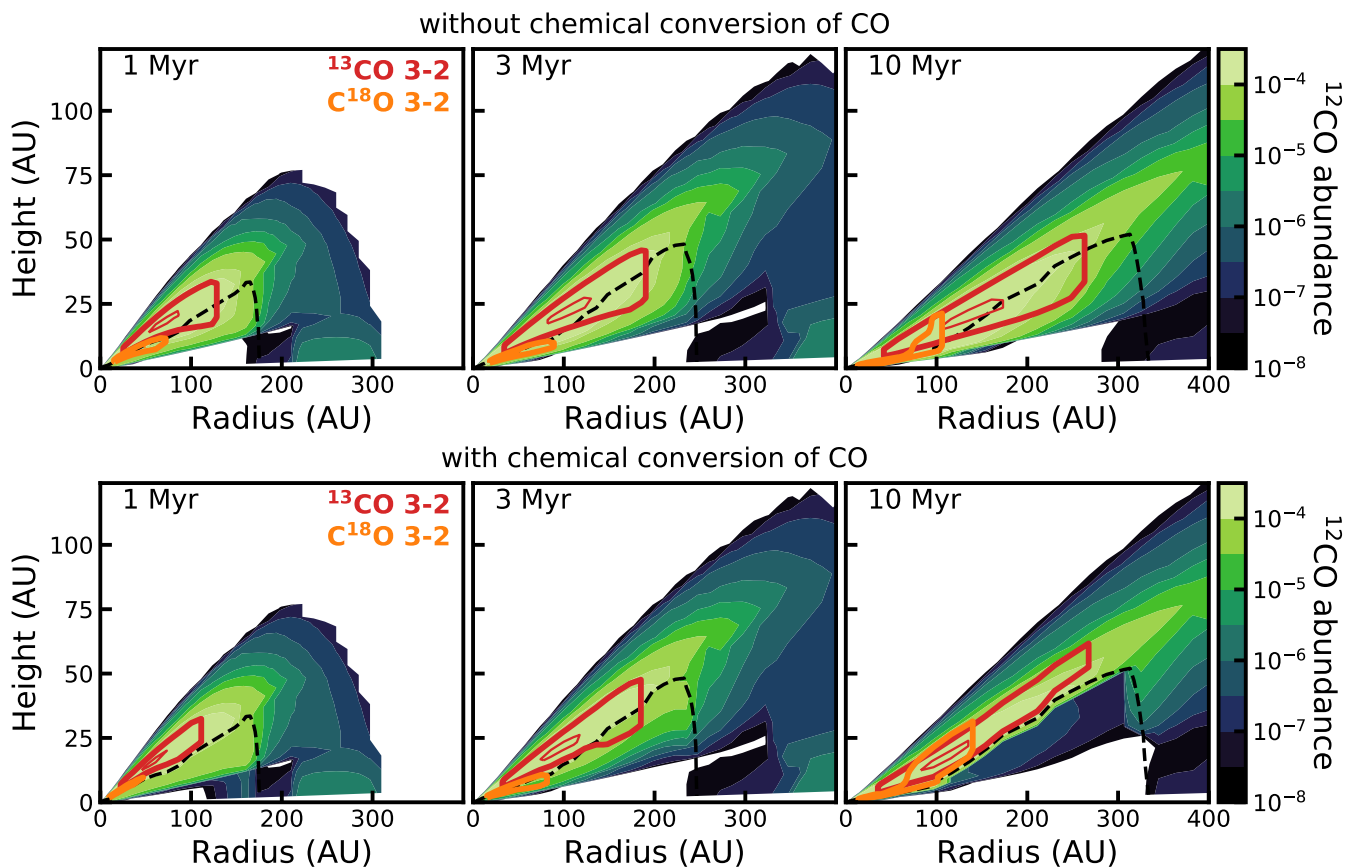 without chemical conversion of CO
1 Myr
¹³CO 3-2
C¹⁸O 3-2
3 Myr
10 Myr
100
75
50
25
0
Height (AU)
0 100 200 300
0 100 200 300
0 100 200 300 400
Radius (AU)
Radius (AU)
Radius (AU)
10⁻⁴
10⁻⁵
10⁻⁶
10⁻⁷
10⁻⁸
¹²CO abundance
with chemical conversion of CO
1 Myr
¹³CO 3-2
C¹⁸O 3-2
3 Myr
10 Myr
100
75
50
25
0
Height (AU)
0 100 200 300
0 100 200 300
0 100 200 300 400
Radius (AU)
Radius (AU)
Radius (AU)
10⁻⁴
10⁻⁵
10⁻⁶
10⁻⁷
10⁻⁸
¹²CO abundance